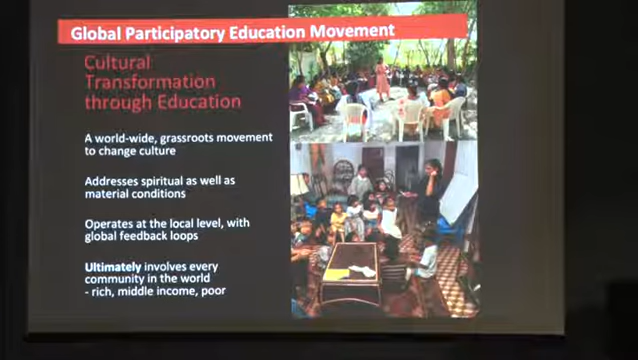 Global Participatory Education Movement
Cultural
Transformation
through Education
A world-wide, grassroots movement
to change culture
Addresses spiritual as well as
material conditions
Operates at the local level, with
global feedback loops
Ultimately involves every
community in the world
- rich, middle income, poor